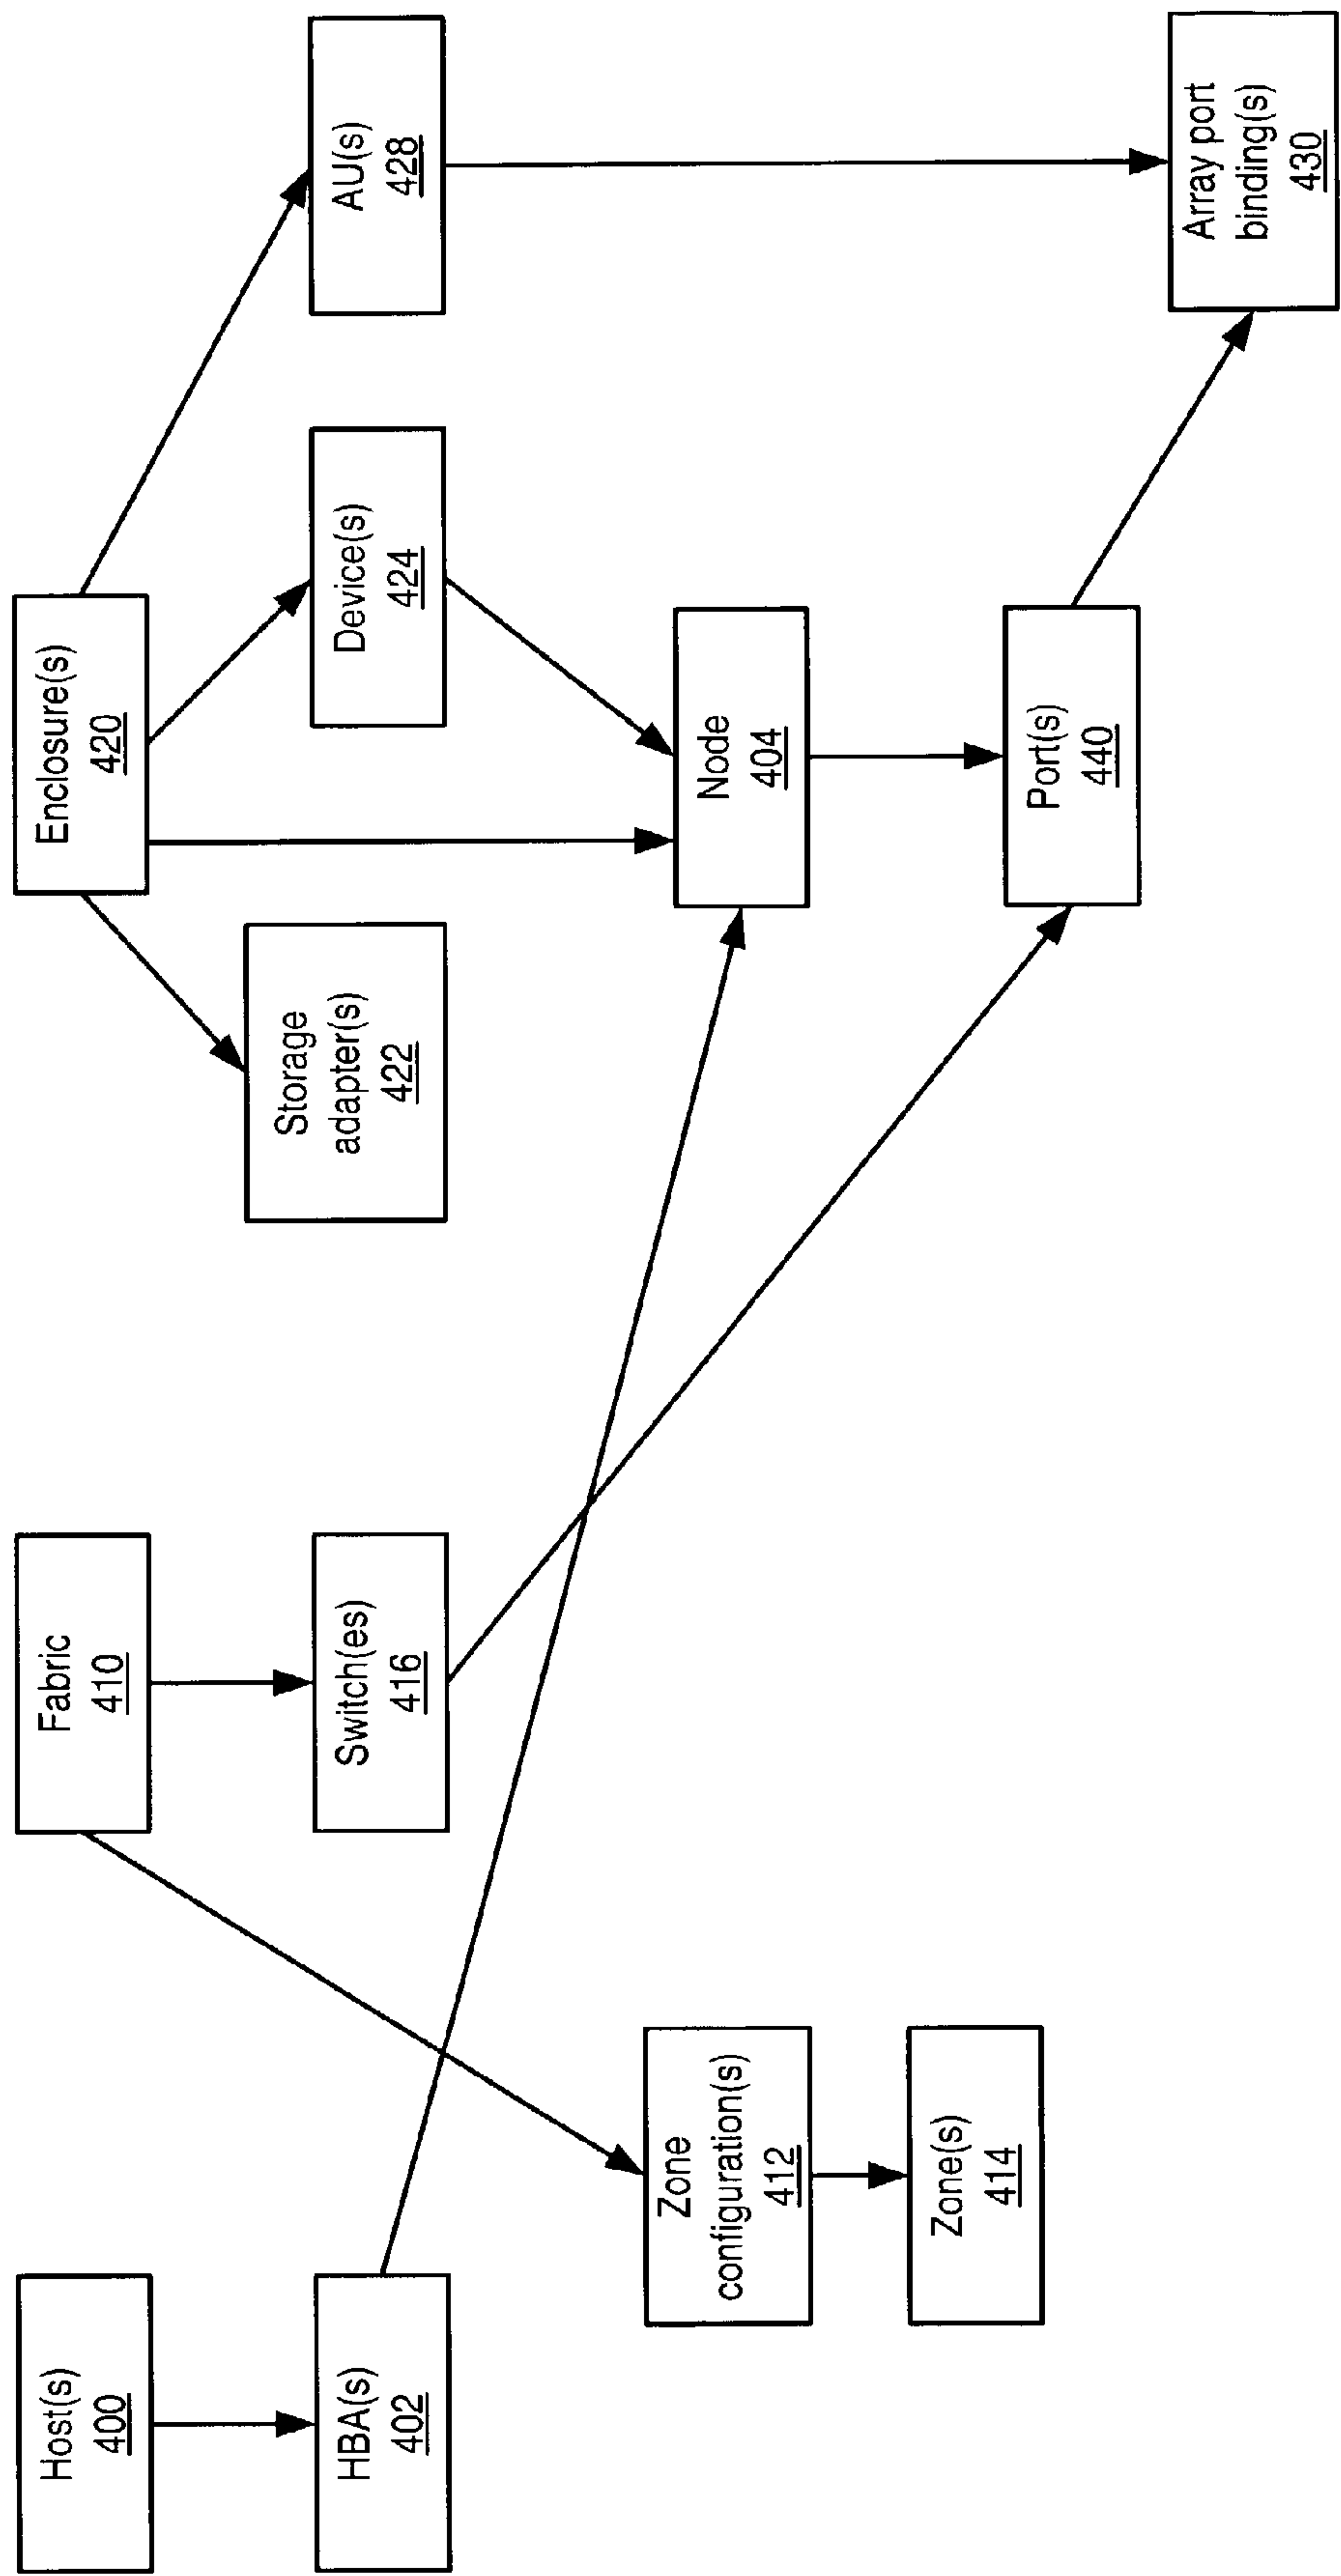 Host(s)
400
Fabric
410
Enclosure(s)
420
HBA(s)
402
Switch(es)
416
Storage
adapter(s)
422
Device(s)
424
AU(s)
428
Zone
configuration(s)
412
Node
404
Zone(s)
414
Port(s)
440
Array port
binding(s)
430